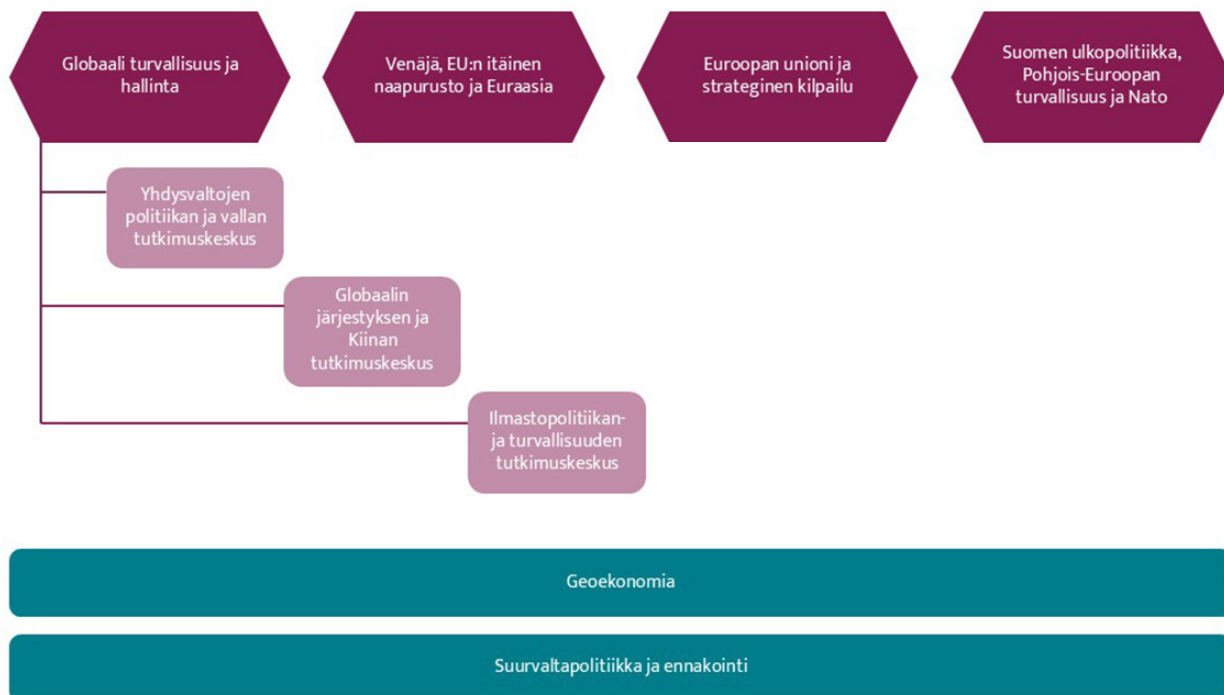 Globaali turvallisuus ja
hallinta
Venäjä, EU:n itäinen
naapurusto ja Euraasia
Euroopan unioni ja
strateginen kilpailu
Suomen ulkopolitiikka,
Pohjois-Euroopan
turvallisuus ja Nato
Yhdysvaltojen
politiikan ja vallan
tutkimuskeskus
Globaalin
järjestyksen ja
Kiinan
tutkimuskeskus
Ilmastopolitiikan-
ja turvallisuuden
tutkimuskeskus
Geoekonomia
Suurvaltapolitiikka ja ennakointi